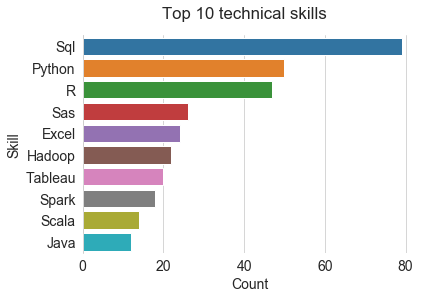 Top 10 technical skills
Skill
Sql
Python
R
Sas
Excel
Hadoop
Tableau
Spark
Scala
Java
0 20 40 60 80
Count